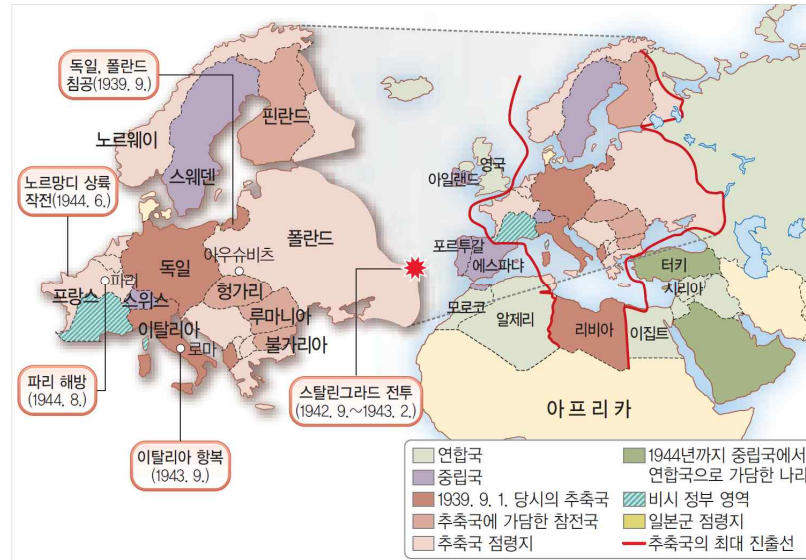 독일, 폴란드
침공(1939. 9.)
노르웨이
핀란드
스웨덴
노르망디 상륙
작전(1944. 6.)
폴란드
독일
아우슈비츠
파리
프랑스
스위스
헝가리
루마니아
이탈리아
로마
불가리아
파리 해방
(1944. 8.)
이탈리아 항복
(1943. 9.)
스탈린그라드 전투
(1942. 9.～1943. 2.)
영국
아일랜드
포르투갈
에스파냐
터키
시리아
모로코
알제리
리비아
이집트
아프리카
연합국
중립국
1939. 9. 1. 당시의 추축국
추축국에 가담한 참전국
추축국 점령지
1944년까지 중립국에서
연합국으로 가담한 나라
비시 정부 영역
일본군 점령지
추축국의 최대 진출선